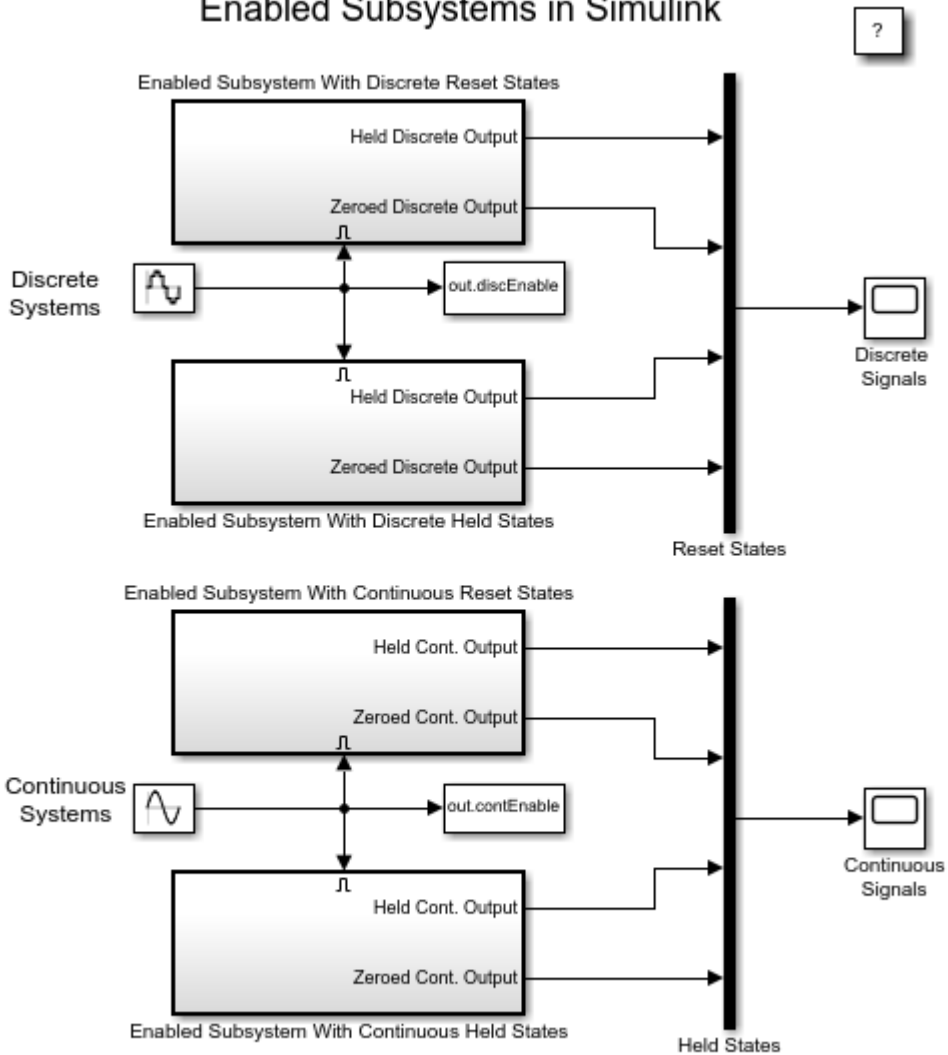 Enabled Subsystems in Simulink
?
Enabled Subsystem With Discrete Reset States
Held Discrete Output
Zeroed Discrete Output
Discrete
Systems
out.discEnable
Held Discrete Output
Zeroed Discrete Output
Enabled Subsystem With Discrete Held States
Discrete
Signals
Reset States
Enabled Subsystem With Continuous Reset States
Held Cont. Output
Zeroed Cont. Output
Continuous
Systems
out.contEnable
Held Cont. Output
Zeroed Cont. Output
Enabled Subsystem With Continuous Held States
Continuous
Signals
Held States